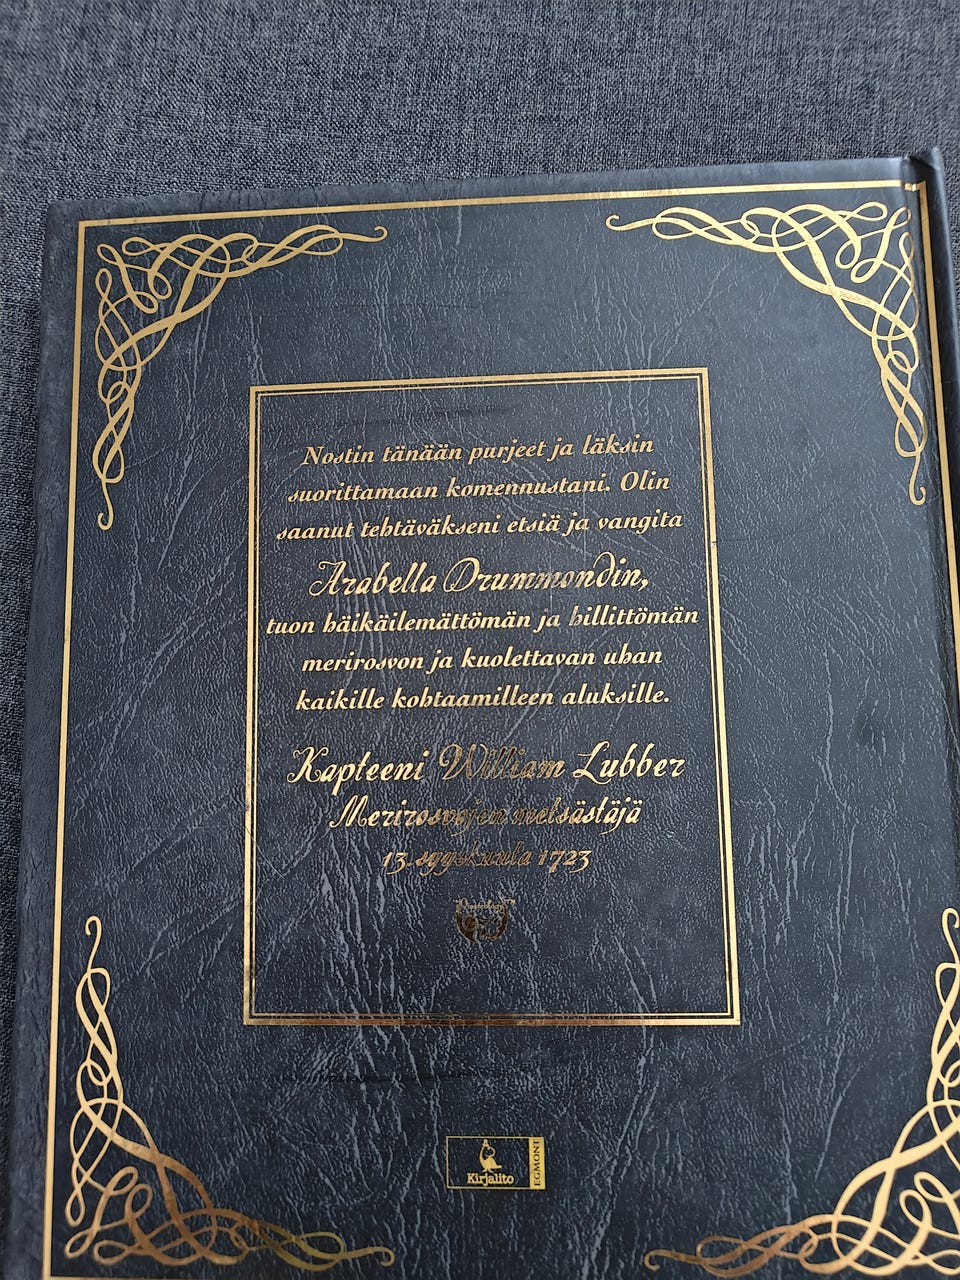 Nostin tänään purjeet ja läksin
suorittamaan komennustani. Olin
saanut tehtäväkseni etsiä ja vangita
Arabella Drummondin,
tuon häikäilemättömän ja hillittömän
merirosvon ja kuolettavan uhan
kaikille kohtaamilleen aluksille.
Kapteeni William Lubber
Merirosvojen metsästäjä
13. syyskuuta 1723
Kirjalito
EGMONT